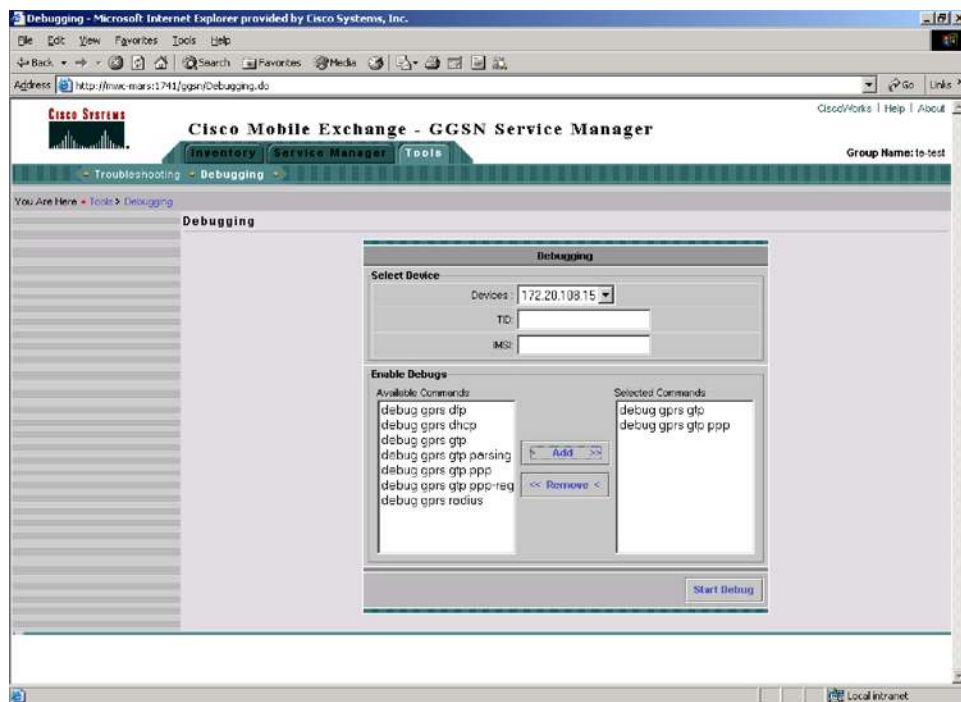 Debugging - Microsoft Internet Explorer provided by Cisco Systems, Inc.
File Edit View Favorites Tools Help
Back Search Favorites Media
Address http://mwc-mars:1741/ggsn/Debugging.do Go Links
CISCO SYSTEMS
CiscoWorks | Help | About
Cisco Mobile Exchange - GGSN Service Manager
Inventory Service Manager Tools
Group Name: te-test
Troubleshooting Debugging
You Are Here Tools > Debugging
Debugging
Debugging
Select Device
Devices : 172.20.108.15
TID:
IMSI:
Enable Debugs
Available Commands
debug gprs dfp
debug gprs dhcp
debug gprs gtp
debug gprs gtp parsing
debug gprs gtp ppp
debug gprs gtp ppp-reg
debug gprs radius
> Add >>
<< Remove <
Selected Commands
debug gprs gtp
debug gprs gtp ppp
Start Debug
Local intranet